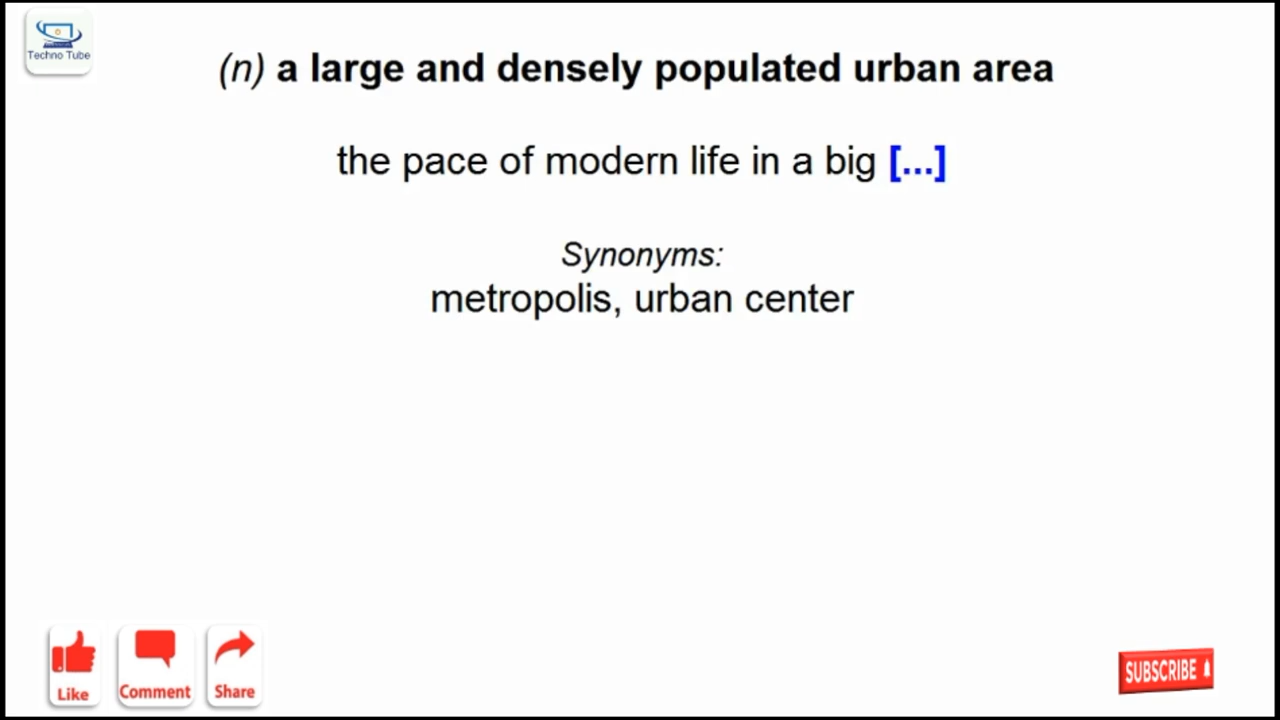 Techno Tube
(n) a large and densely populated urban area
the pace of modern life in a big [...]
Synonyms:
metropolis, urban center
Like
Comment
Share
SUBSCRIBE